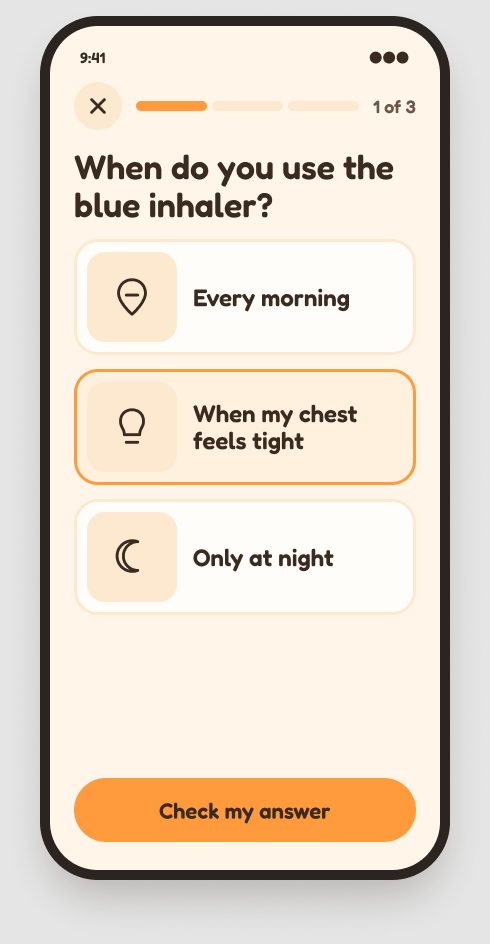 9:41
1 of 3
When do you use the
blue inhaler?
Every morning
When my chest
feels tight
Only at night
Check my answer